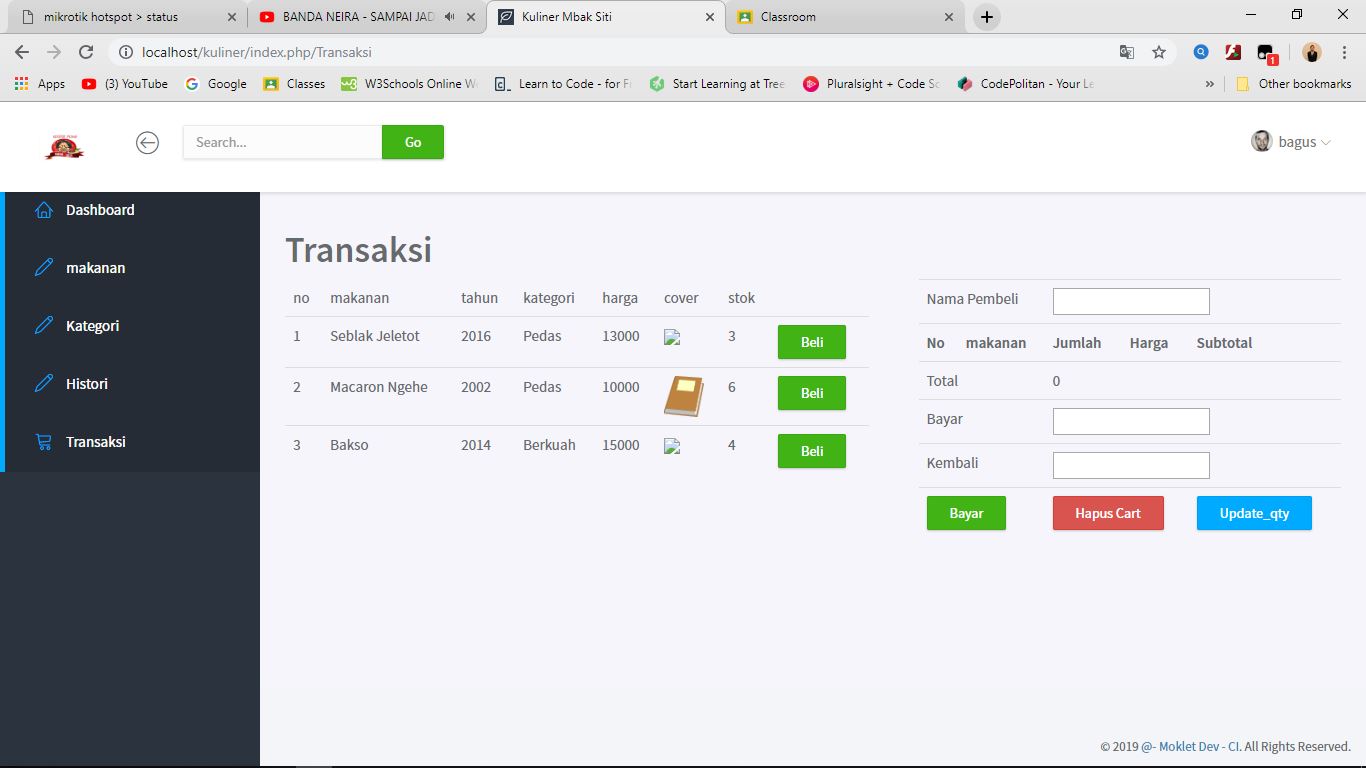 mikrotik hotspot > status
BANDA NEIRA - SAMPAI JAD
Kuliner Mbak Siti
Classroom
localhost/kuliner/index.php/Transaksi
1
Apps
(3) YouTube
Google
Classes
W3Schools Online W
Learn to Code - for F
Start Learning at Tree
Pluralsight + Code Sc
CodePolitan - Your Le
»
Other bookmarks
Search...
Go
bagus
Dashboard
makanan
Kategori
Histori
Transaksi
Transaksi
no makanan tahun kategori harga cover stok
1 Seblak Jeletot 2016 Pedas 13000 3 Beli
2 Macaron Ngehe 2002 Pedas 10000 6 Beli
3 Bakso 2014 Berkuah 15000 4 Beli
Nama Pembeli
No makanan Jumlah Harga Subtotal
Total 0
Bayar
Kembali
Bayar Hapus Cart Update_qty
© 2019 @- Moklet Dev - CI. All Rights Reserved.